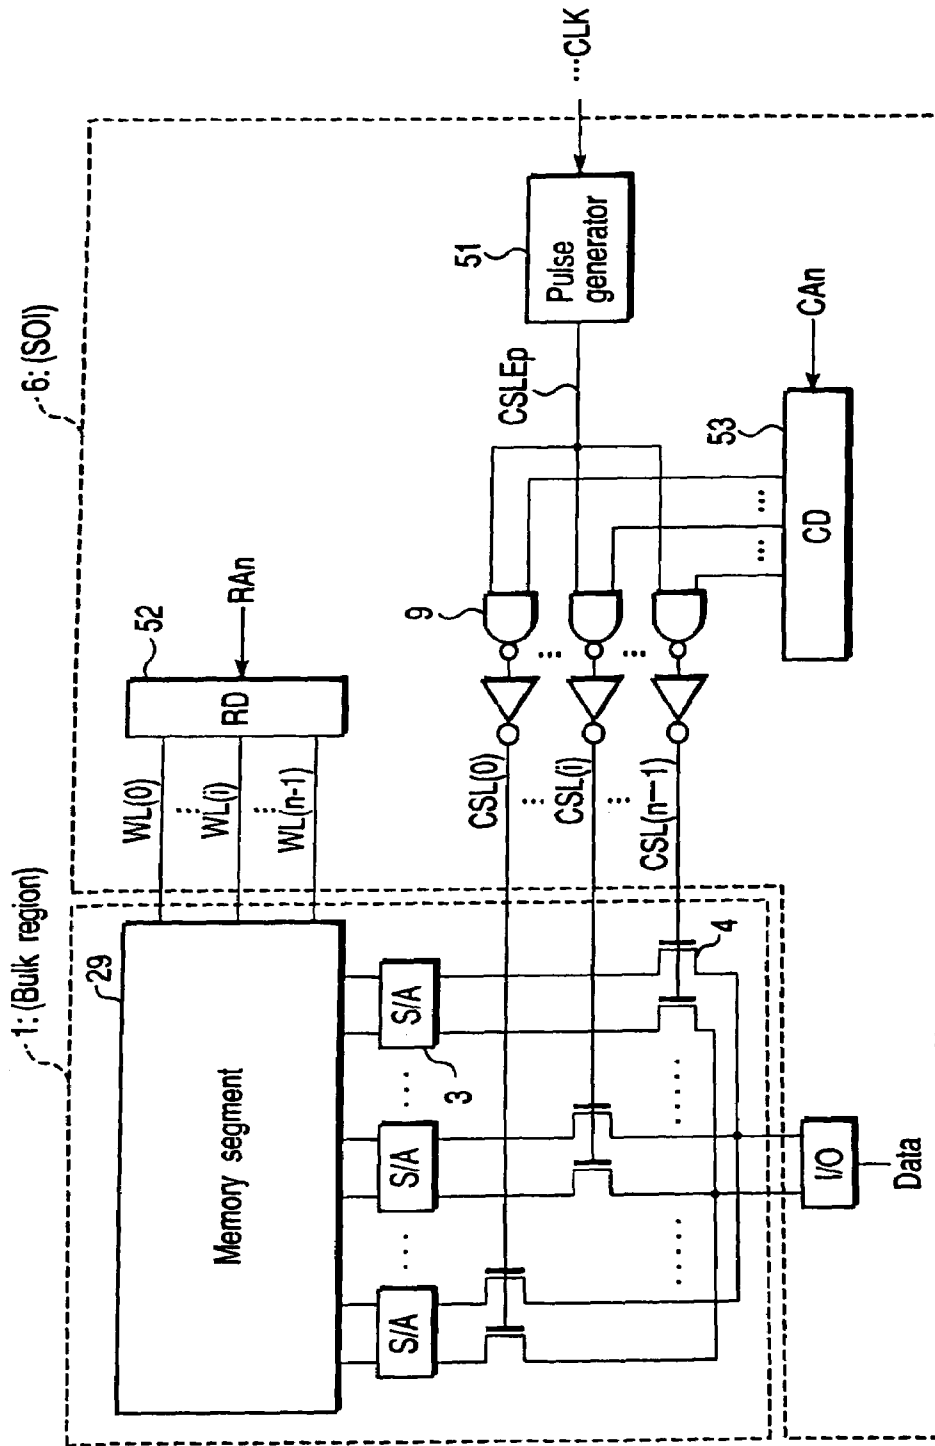 1: (Bulk region)
6: (SOI)
29
Memory segment
WL(0)
...
WL(i)
...
WL(n-1)
52
RD
RAn
S/A
....
S/A
....
S/A
3
CSL(0)
...
CSL(i)
...
CSL(n-1)
9
...
...
CSLEp
51
Pulse generator
...CLK
4
......
......
53
...
...
CD
CAn
I/O
Data